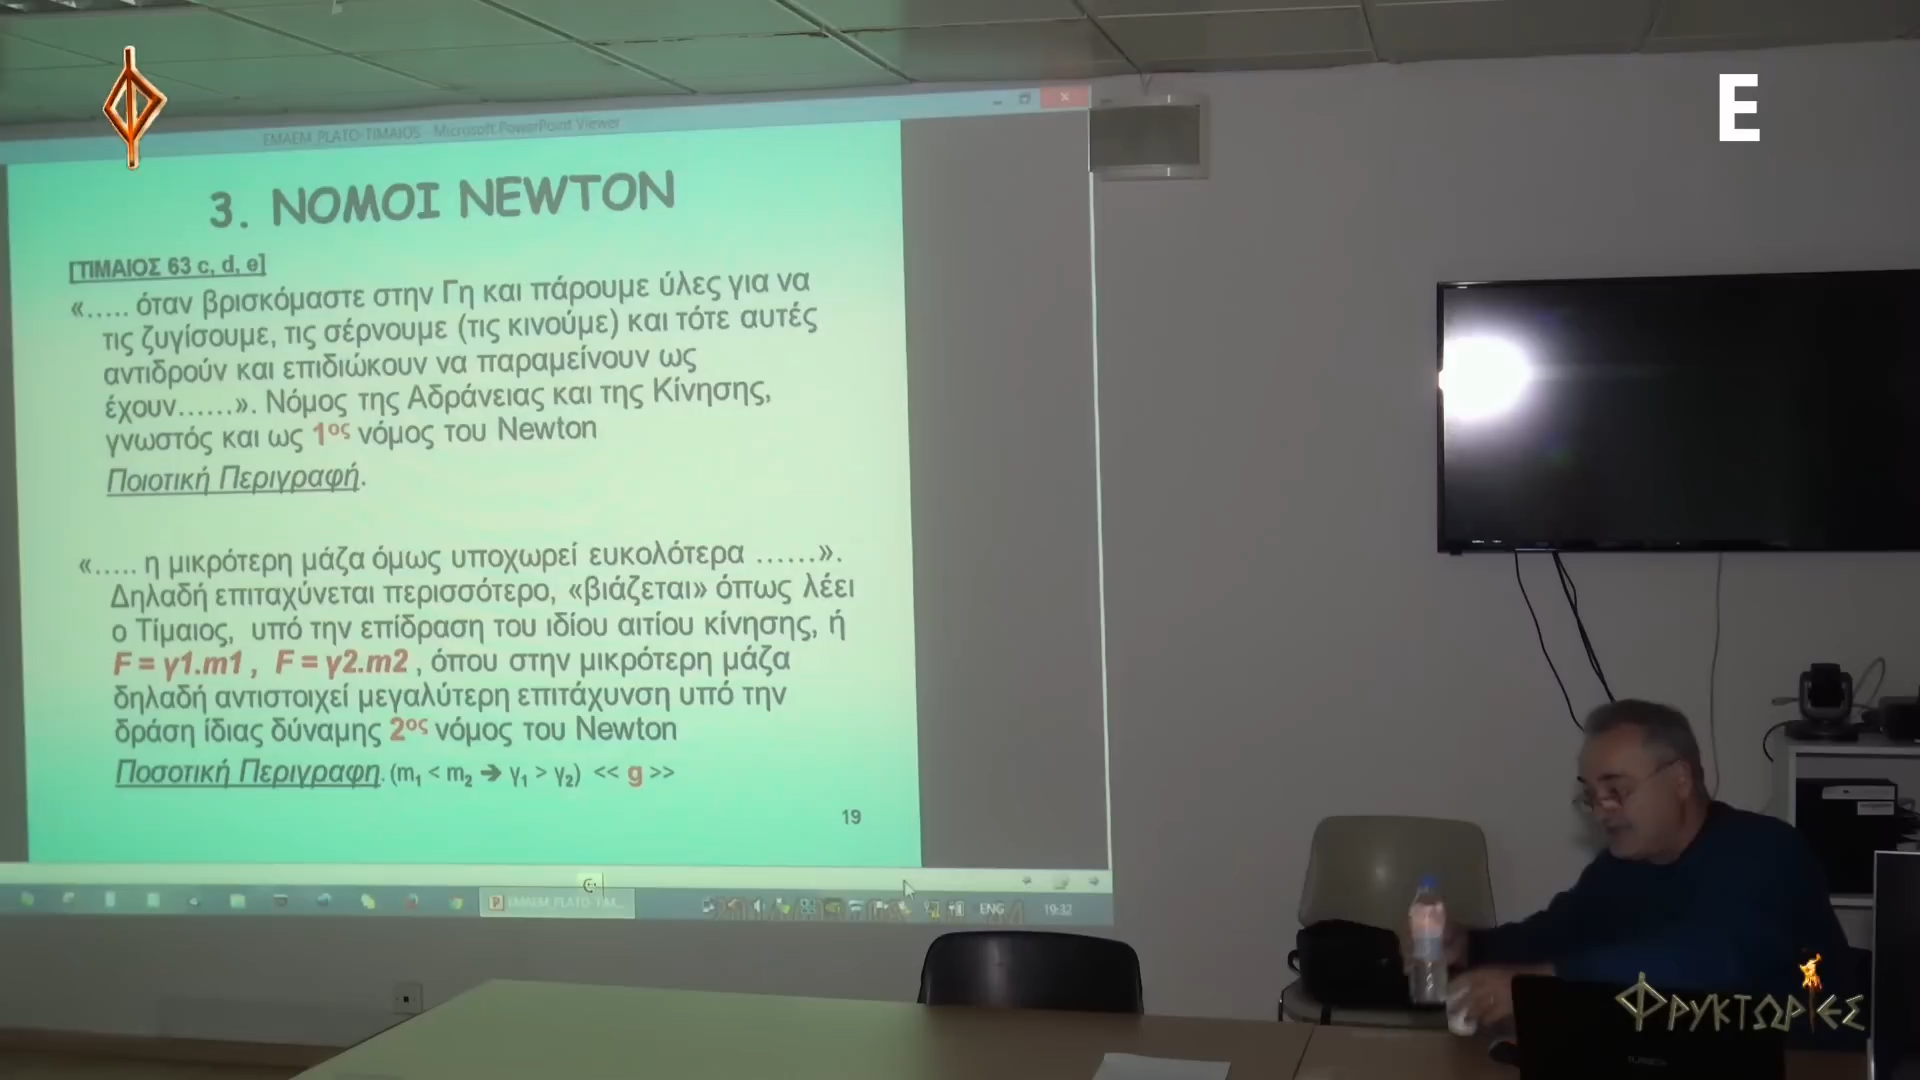 E
EMAEM_PLATO-TIMAIOS - Microsoft PowerPoint Viewer
3. ΝΟΜΟΙ NEWTON
[ΤΙΜΑΙΟΣ 63 c, d, e]
«..... όταν βρισκόμαστε στην Γη και πάρουμε ύλες για να
τις ζυγίσουμε, τις σέρνουμε (τις κινούμε) και τότε αυτές
αντιδρούν και επιδιώκουν να παραμείνουν ως
έχουν......». Νόμος της Αδράνειας και της Κίνησης,
γνωστός και ως 1ος νόμος του Newton
Ποιοτική Περιγραφή.
«..... η μικρότερη μάζα όμως υποχωρεί ευκολότερα ......».
Δηλαδή επιταχύνεται περισσότερο, «βιάζεται» όπως λέει
ο Τίμαιος, υπό την επίδραση του ιδίου αιτίου κίνησης, ή
F = γ1.m1 , F = γ2.m2 , όπου στην μικρότερη μάζα
δηλαδή αντιστοιχεί μεγαλύτερη επιτάχυνση υπό την
δράση ίδιας δύναμης 2ος νόμος του Newton
Ποσοτική Περιγραφη. (m₁ < m₂ ➔ γ₁ > γ₂) << g >>
19
EMAEM_PLATO-TIM...
ENG
19:32
ΦΡΥΚΤΩΡΙΕΣ